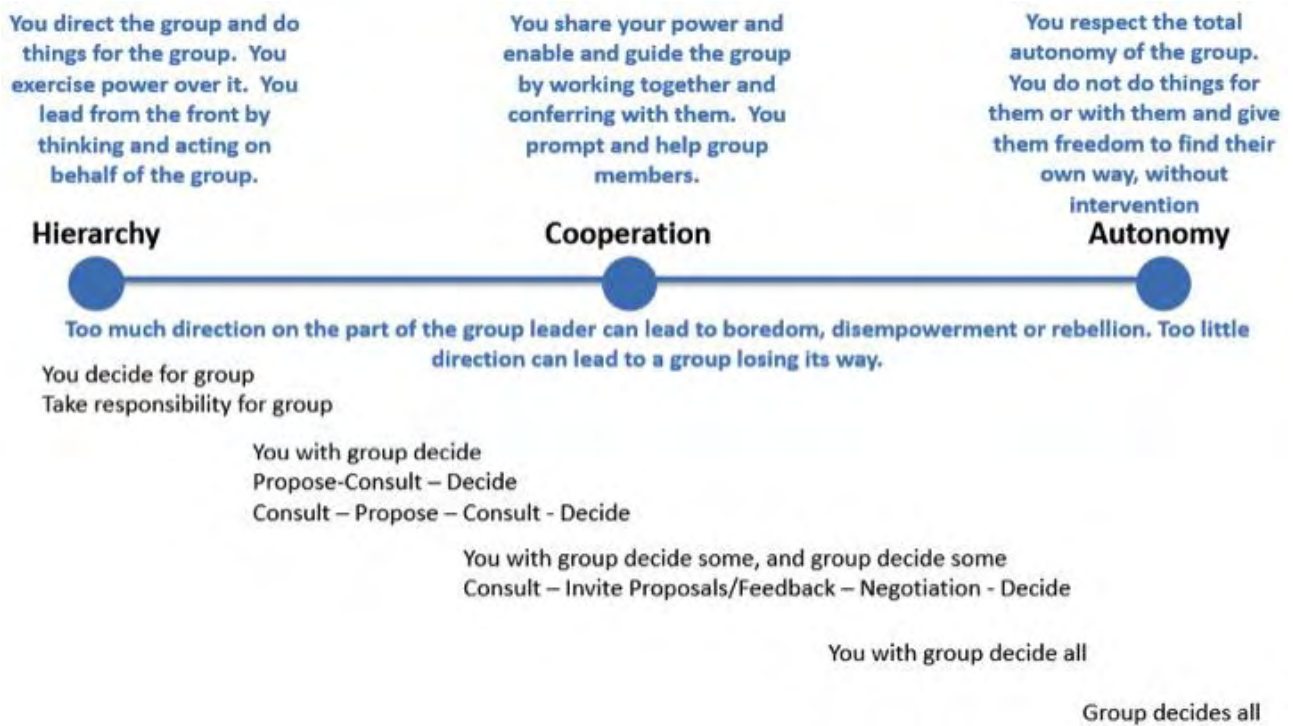 You direct the group and do
things for the group. You
exercise power over it. You
lead from the front by
thinking and acting on
behalf of the group.
You share your power and
enable and guide the group
by working together and
conferring with them. You
prompt and help group
members.
You respect the total
autonomy of the group.
You do not do things for
them or with them and give
them freedom to find their
own way, without
intervention
Hierarchy
Cooperation
Autonomy
Too much direction on the part of the group leader can lead to boredom, disempowerment or rebellion. Too little
direction can lead to a group losing its way.
You decide for group
Take responsibility for group
You with group decide
Propose-Consult – Decide
Consult – Propose – Consult - Decide
You with group decide some, and group decide some
Consult – Invite Proposals/Feedback – Negotiation - Decide
You with group decide all
Group decides all